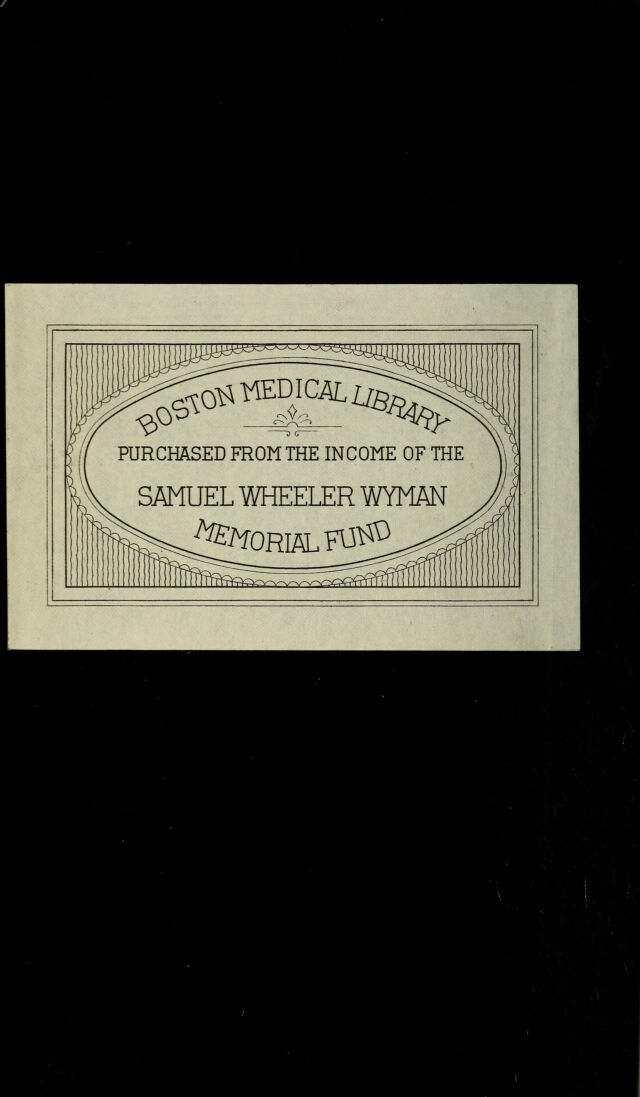 BOSTON MEDICAL LIBRARY
PURCHASED FROM THE INCOME OF THE
SAMUEL WHEELER WYMAN
MEMORIAL FUND